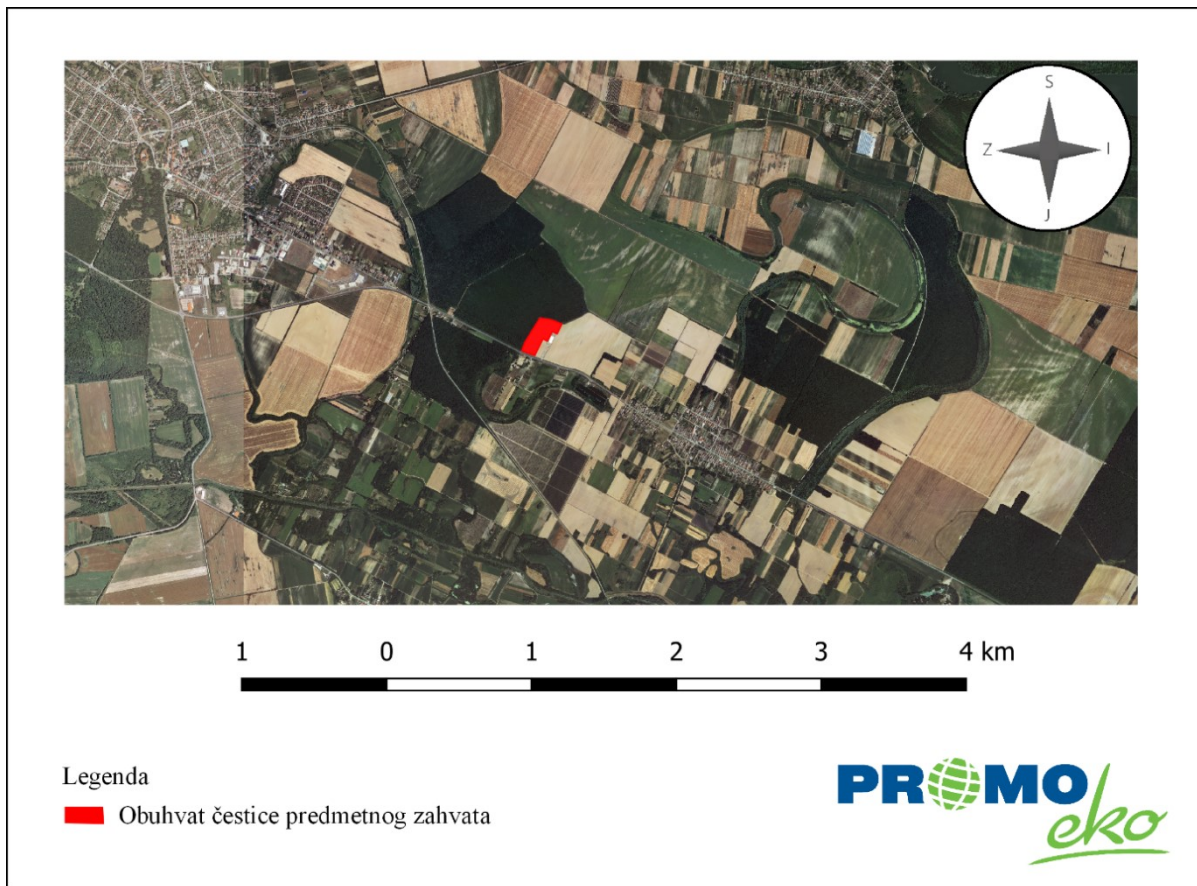 S
Z I
J
1 0 1 2 3 4 km
Legenda
Obuhvat čestice predmetnog zahvata
PROMO
eko